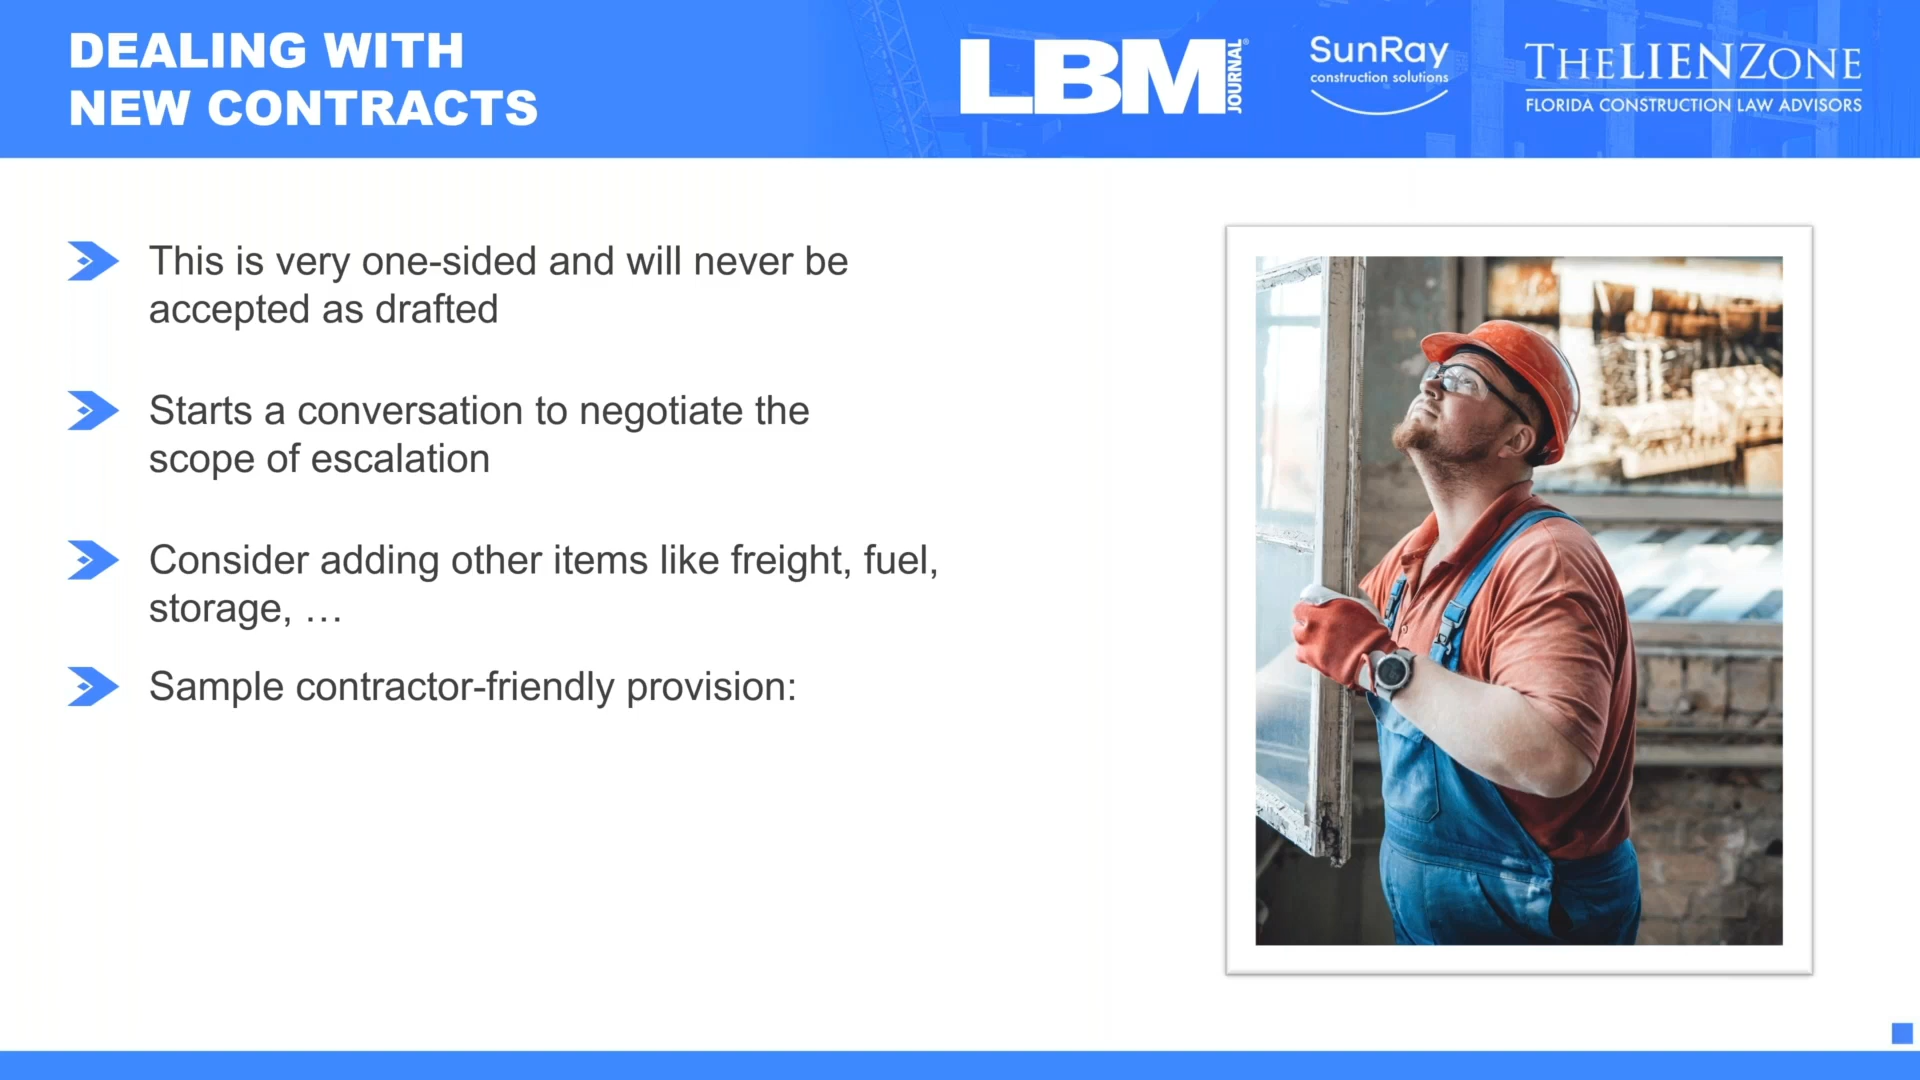 DEALING WITH
NEW CONTRACTS
LBM JOURNAL®
SunRay
construction solutions
THELIENZONE
FLORIDA CONSTRUCTION LAW ADVISORS
This is very one-sided and will never be
accepted as drafted
Starts a conversation to negotiate the
scope of escalation
Consider adding other items like freight, fuel,
storage, …
Sample contractor-friendly provision: